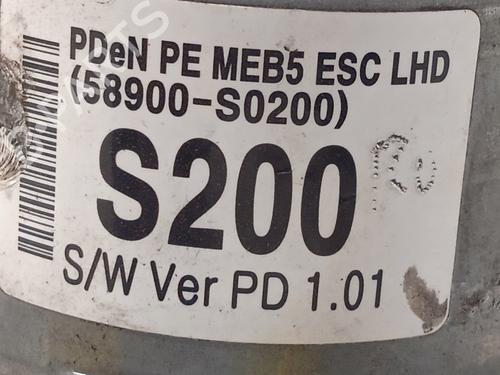 PDeN PE MEB5 ESC LHD
(58900-S0200)
S200
S/W Ver PD 1.01